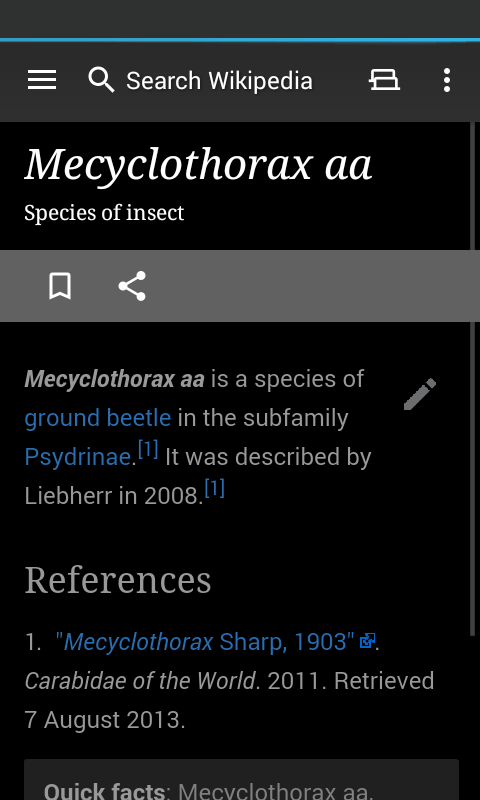 Search Wikipedia
Mecyclothorax aa
Species of insect
Mecyclothorax aa is a species of
ground beetle in the subfamily
Psydrinae.[1] It was described by
Liebherr in 2008.[1]
References
1. "Mecyclothorax Sharp, 1903".
Carabidae of the World. 2011. Retrieved
7 August 2013.
Quick facts: Mecyclothorax aa,